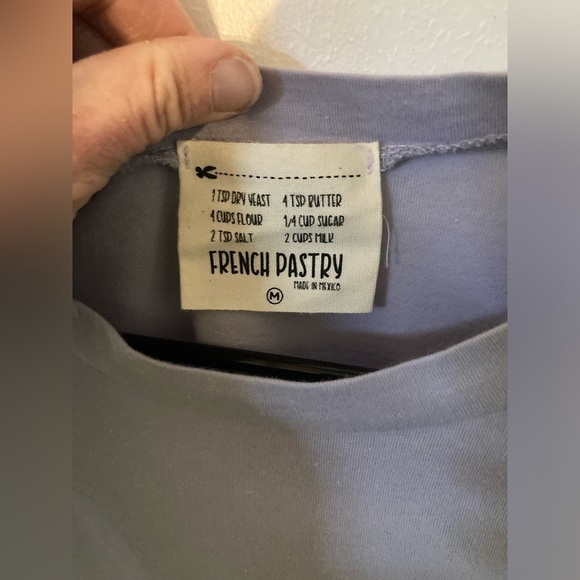 1 TSP DRY YEAST 4 TSP BUTTER
4 CUPS FLOUR 1/4 CUP SUGAR
2 TSP SALT 2 CUPS MILK
FRENCH PASTRY
MADE IN MEXICO
M